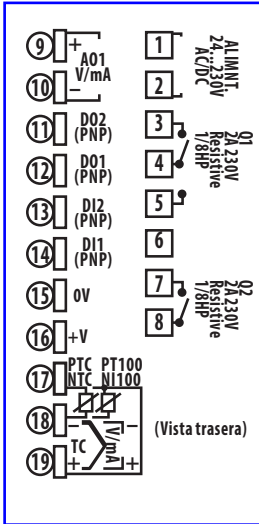 9 + AO1
10 - V/mA
11 DO2 (PNP)
12 DO1 (PNP)
13 DI2 (PNP)
14 DI1 (PNP)
15 0V
16 +V
17 PTC PT100
NTC NI100
18 - V/mA -
19 + TC +
1
2
ALIMNT.
24...230V
AC/DC
3
4
5
Q1
2A 230V
Resistive
1/8HP
6
7
8
Q2
2A 230V
Resistive
1/8HP
(Vista trasera)